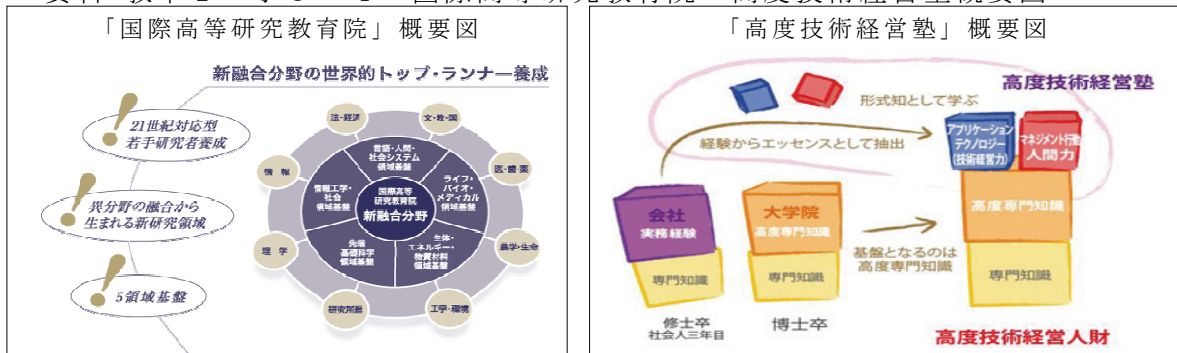 「国際高等研究教育院」概要図
新融合分野の世界的トップ・ランナー養成
21世紀対応型
若手研究者養成
異分野の融合から
生まれる新研究領域
5領域基盤
法・経済
文・教・国
医・歯・薬
農学・生命
工学・環境
研究所群
理 学
情 報
言語・人間・
社会システム
領域基盤
ライフ・
バイオ・
メディカル
領域基盤
生体・
エネルギー・
物質材料
領域基盤
先端
基礎科学
領域基盤
情報工学・
社会
領域基盤
国際高等
研究教育院
新融合分野
「高度技術経営塾」概要図
高度技術経営塾
形式知として学ぶ
経験からエッセンスとして抽出
アプリケーション
テクノロジー
(技術経営力)
マネジメント行動
人間力
会社
実務経験
専門知識
修士卒
社会人三年目
大学院
高度専門知識
専門知識
博士卒
基盤となるのは
高度専門知識
高度専門知識
専門知識
高度技術経営人財